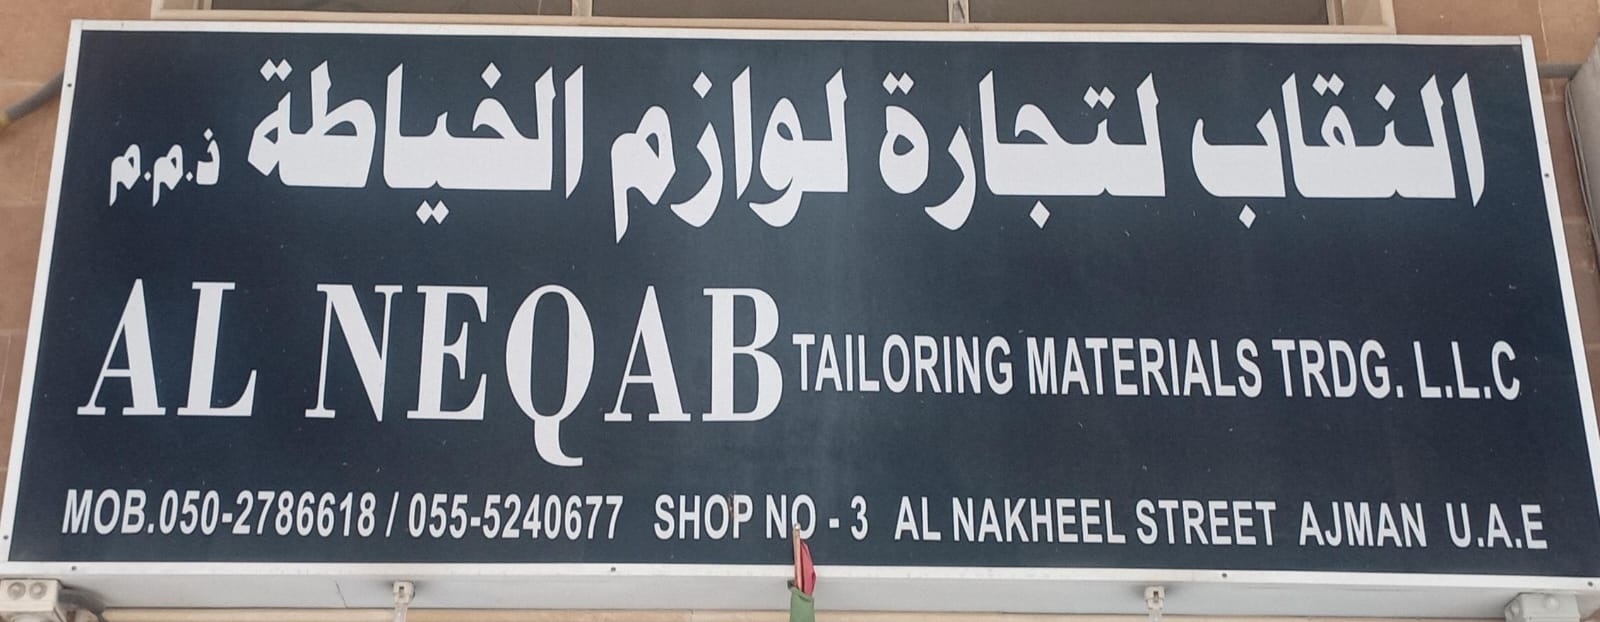 النقاب لتجارة لوازم الخياطة ذ.م.م
AL NEQAB TAILORING MATERIALS TRDG. L.L.C
MOB.050-2786618 / 055-5240677 SHOP NO - 3 AL NAKHEEL STREET AJMAN U.A.E